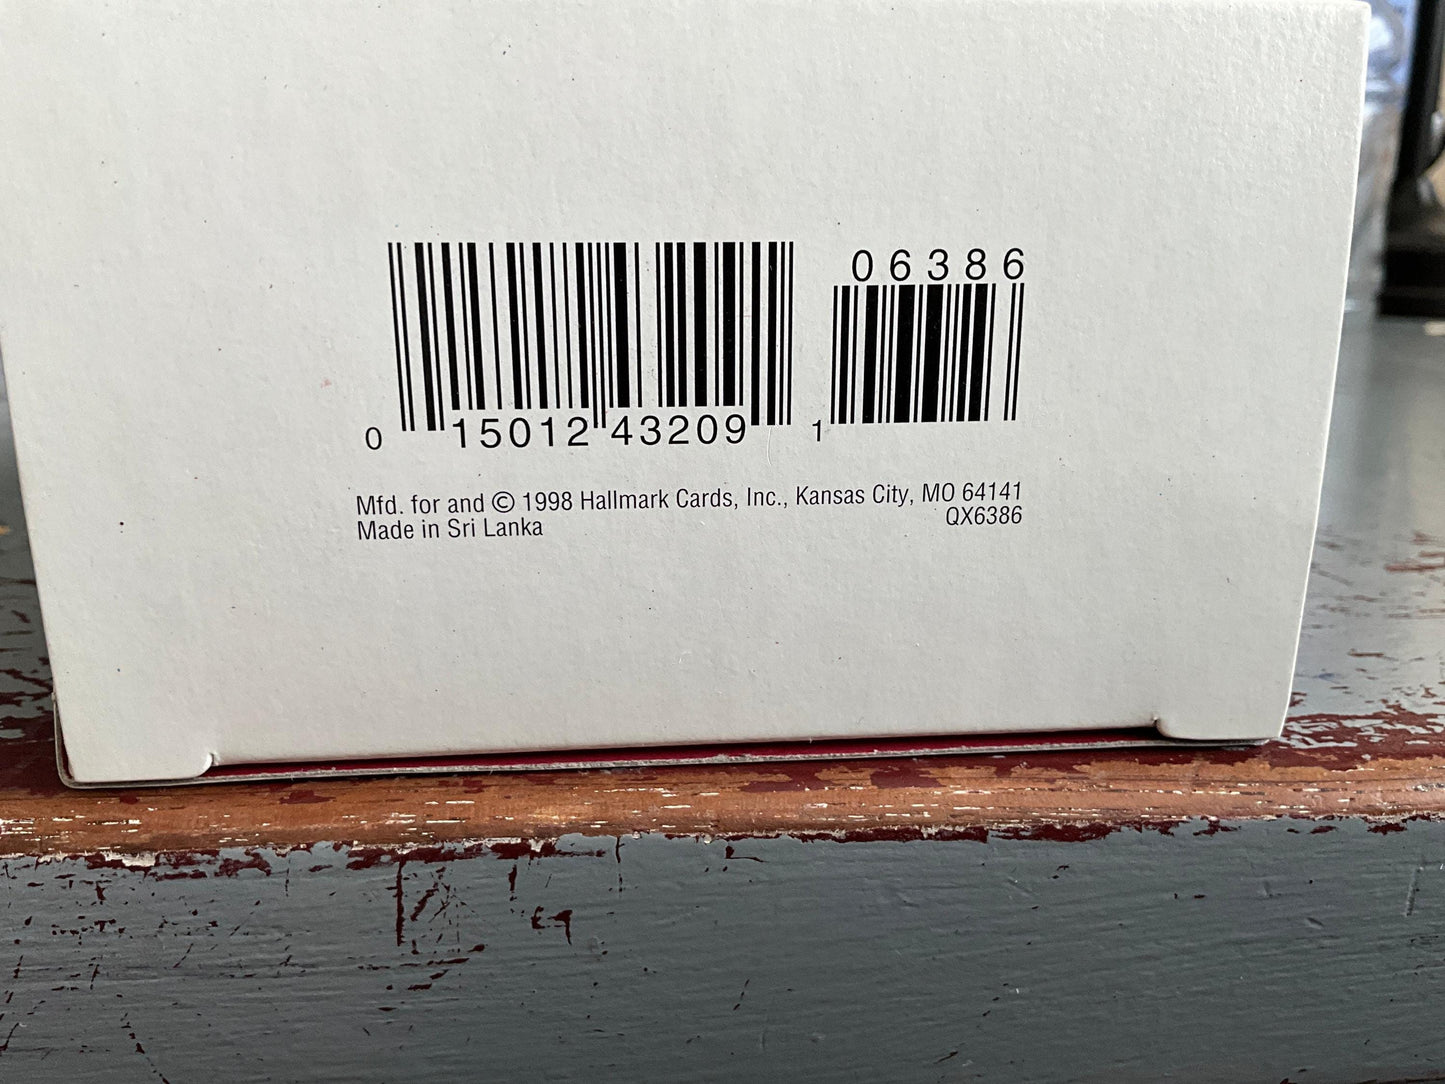 06386
0 15012 43209 1
Mfd. for and © 1998 Hallmark Cards, Inc., Kansas City, MO 64141
Made in Sri Lanka
QX6386